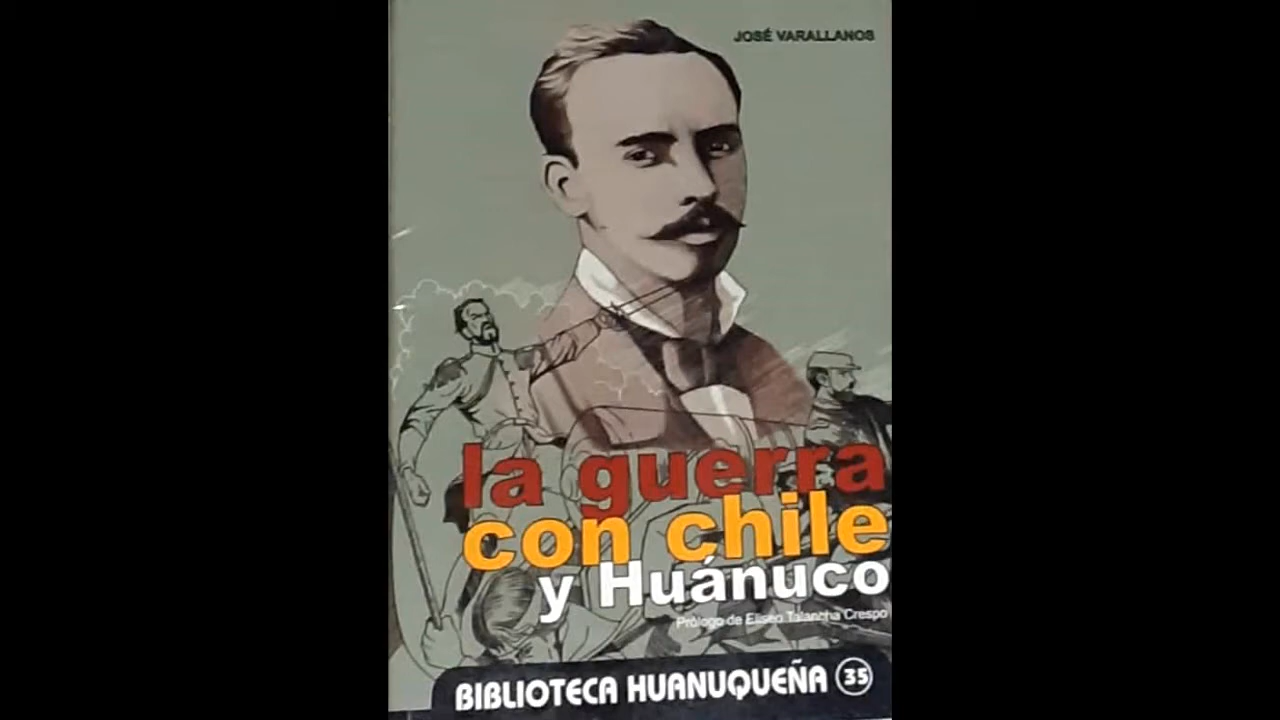 JOSÉ VARALLANOS
la guerra
con chile
y Huánuco
Prólogo de Eliseo Talancha Crespo
BIBLIOTECA HUANUQUEÑA 35